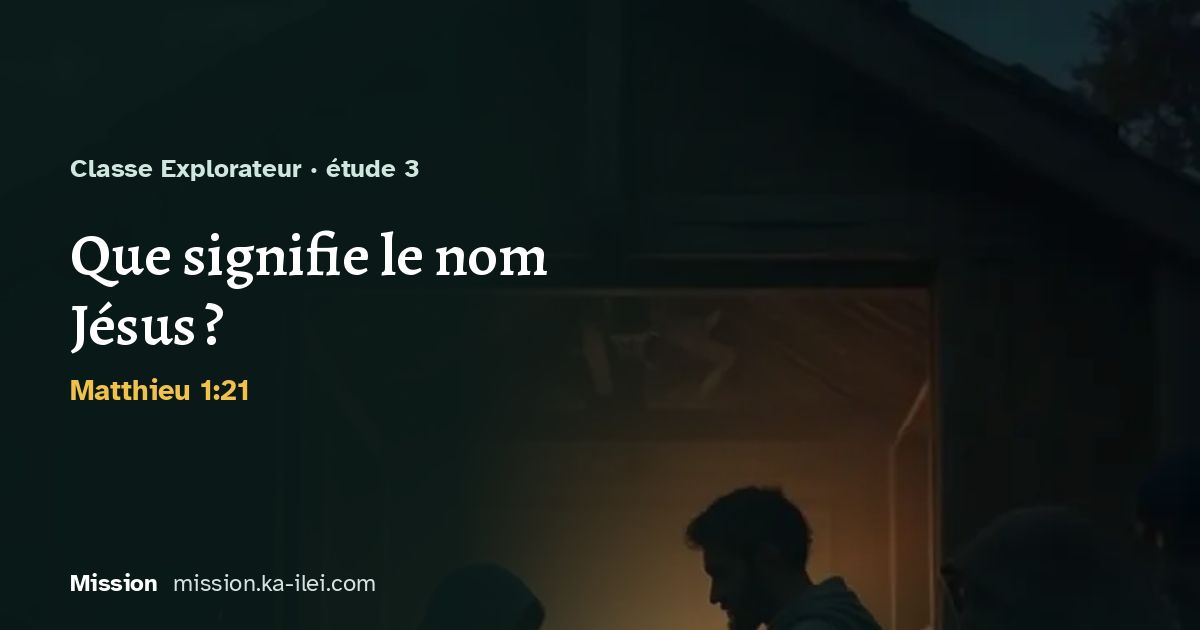 Classe Explorateur · étude 3
Que signifie le nom
Jésus ?
Matthieu 1:21
Mission mission.ka-ilei.com